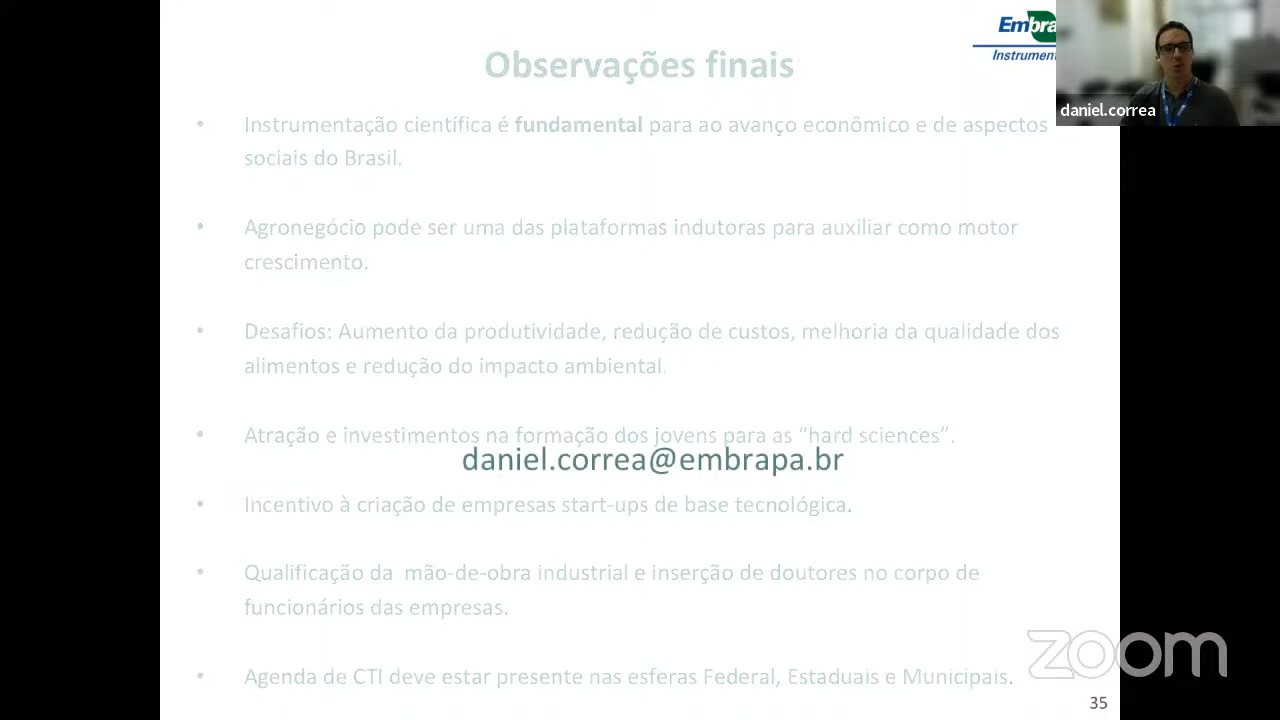 Embra
Instrument
daniel.correa
Observações finais
• Instrumentação científica é fundamental para ao avanço econômico e de aspectos
sociais do Brasil.
• Agronegócio pode ser uma das plataformas indutoras para auxiliar como motor
crescimento.
• Desafios: Aumento da produtividade, redução de custos, melhoria da qualidade dos
alimentos e redução do impacto ambiental.
• Atração e investimentos na formação dos jovens para as “hard sciences”.
daniel.correa@embrapa.br
• Incentivo à criação de empresas start-ups de base tecnológica.
• Qualificação da mão-de-obra industrial e inserção de doutores no corpo de
funcionários das empresas.
• Agenda de CTI deve estar presente nas esferas Federal, Estaduais e Municipais.
zoom
35